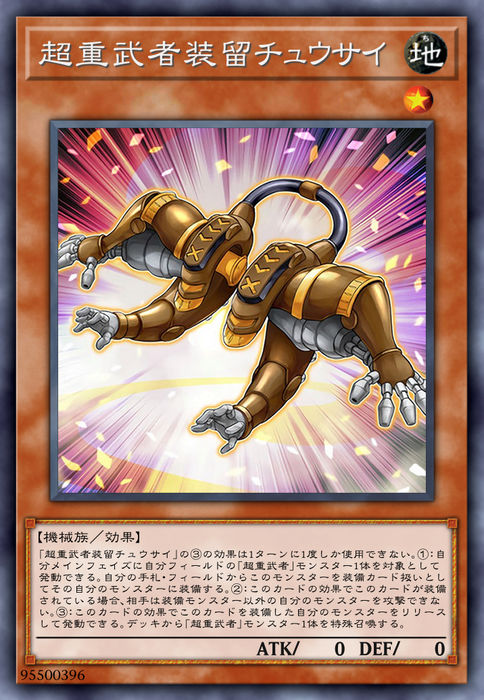 超重武者装留チュウサイ
ち
地
【機械族／効果】
「超重武者装留チュウサイ」の③の効果は1ターンに1度しか使用できない。①：自
分メインフェイズに自分フィールドの「超重武者」モンスター1体を対象として
発動できる。自分の手札・フィールドからこのモンスターを装備カード扱いとし
てその自分のモンスターに装備する。②：このカードの効果でこのカードが装備
されている場合、相手は装備モンスター以外の自分のモンスターを攻撃できな
い。③：このカードの効果でこのカードを装備した自分のモンスターをリリース
して発動できる。デッキから「超重武者」モンスター1体を特殊召喚する。
ATK/ 0 DEF/ 0
95500396